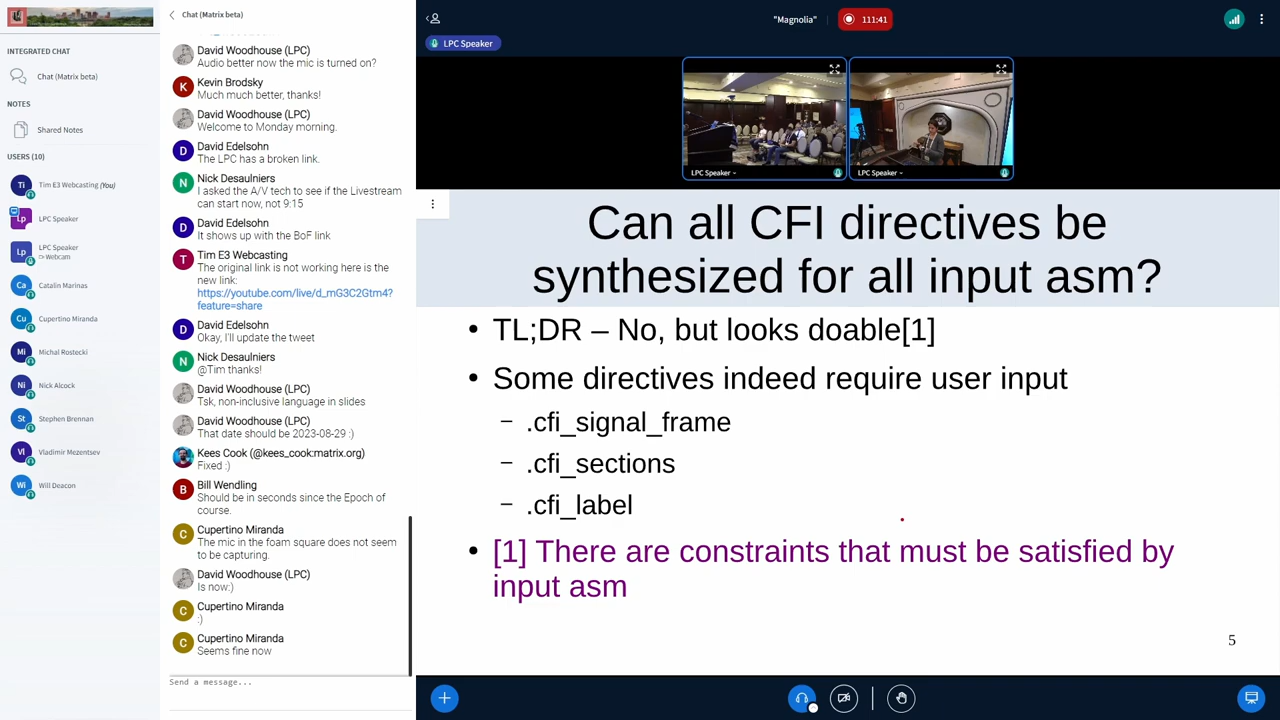 INTEGRATED CHAT
Chat (Matrix beta)
NOTES
Shared Notes
USERS (10)
Ti
Tim E3 Webcasting (You)
Lp
LPC Speaker
Lp
LPC Speaker
Webcam
Ca
Catalin Marinas
Cu
Cupertino Miranda
Mi
Michal Rostecki
Ni
Nick Alcock
St
Stephen Brennan
Vl
Vladimir Mezentsev
Wi
Will Deacon
Chat (Matrix beta)
David Woodhouse (LPC)
Audio better now the mic is turned on?
K
Kevin Brodsky
Much much better, thanks!
David Woodhouse (LPC)
Welcome to Monday morning.
D
David Edelsohn
The LPC has a broken link.
N
Nick Desaulniers
I asked the A/V tech to see if the Livestream
can start now, not 9:15
D
David Edelsohn
It shows up with the BoF link
T
Tim E3 Webcasting
The original link is not working here is the
new link:
https://youtube.com/live/d_mG3C2Gtm4?
feature=share
D
David Edelsohn
Okay, I'll update the tweet
N
Nick Desaulniers
@Tim thanks!
David Woodhouse (LPC)
Tsk, non-inclusive language in slides
David Woodhouse (LPC)
That date should be 2023-08-29 :)
Kees Cook (@kees_cook:matrix.org)
Fixed :)
B
Bill Wendling
Should be in seconds since the Epoch of
course.
C
Cupertino Miranda
The mic in the foam square does not seem
to be capturing.
David Woodhouse (LPC)
Is now:)
C
Cupertino Miranda
:)
C
Cupertino Miranda
Seems fine now
Send a message...
"Magnolia"
111:41
LPC Speaker
LPC Speaker
LPC Speaker
Can all CFI directives be
synthesized for all input asm?
• TL;DR – No, but looks doable[1]
• Some directives indeed require user input
– .cfi_signal_frame
– .cfi_sections
– .cfi_label
• [1] There are constraints that must be satisfied by
input asm
5